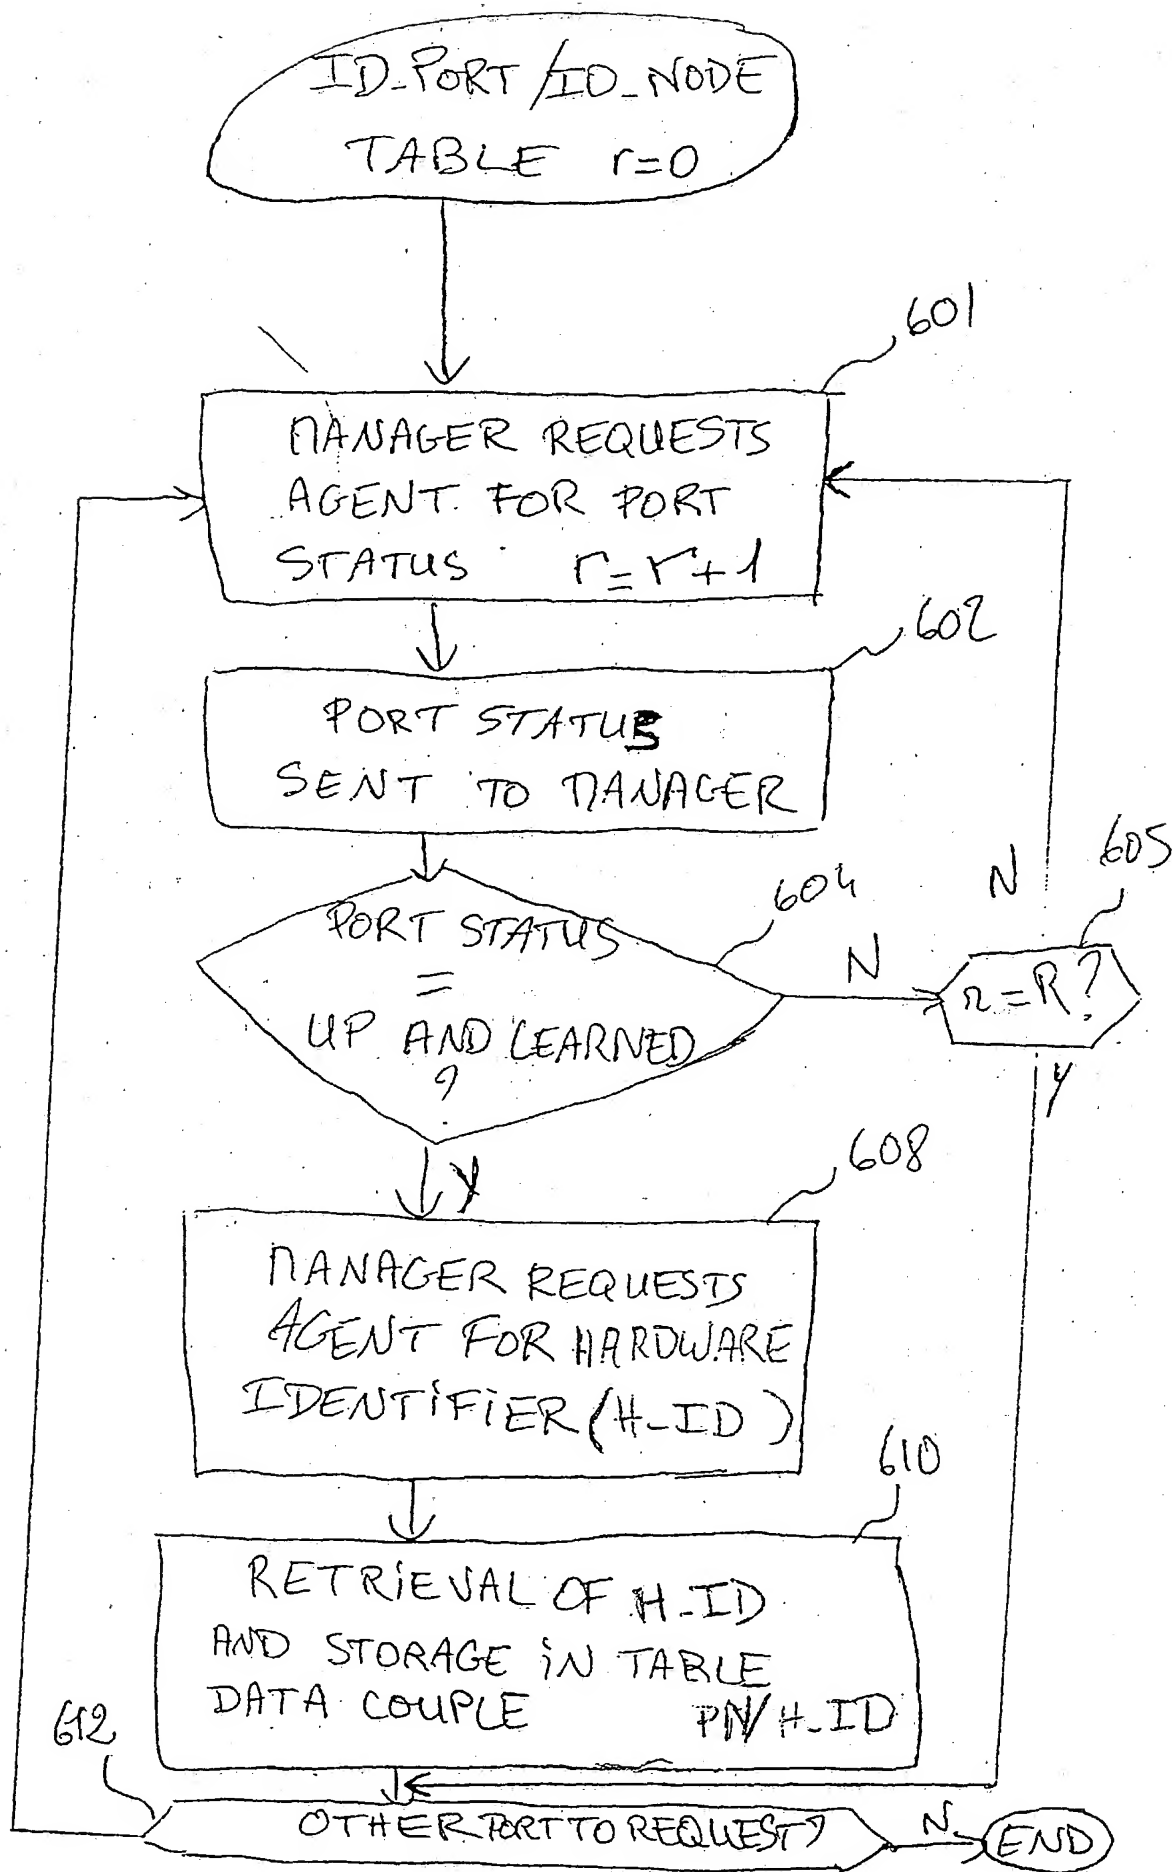 ID_PORT/ID_NODE
TABLE r=0
601
MANAGER REQUESTS
AGENT FOR PORT
STATUS r=r+1
602
PORT STATUS
SENT TO MANAGER
604
PORT STATUS
=
UP AND LEARNED
?
N
N
605
r=R?
Y
Y
608
MANAGER REQUESTS
AGENT FOR HARDWARE
IDENTIFIER (H_ID)
610
RETRIEVAL OF H_ID
AND STORAGE IN TABLE
DATA COUPLE PN/H_ID
612
OTHER PORT TO REQUEST?
N
END